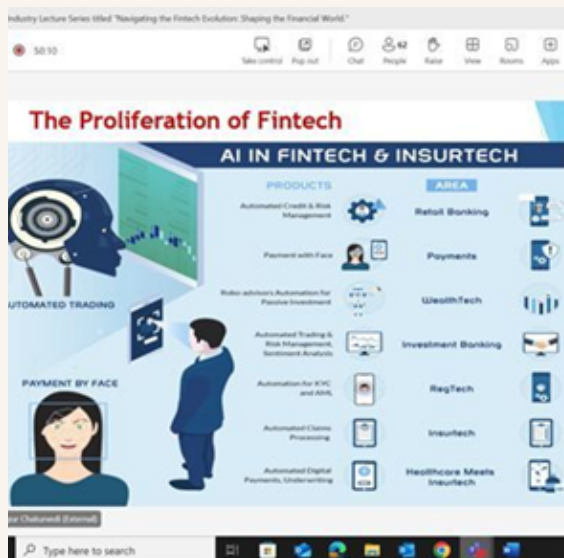 Industry Lecture Series titled "Navigating the Fintech Evolution: Shaping the Financial World."
50:10
Take control
Pop out
Chat
People
62
Raise
View
Rooms
Apps
The Proliferation of Fintech
AI IN FINTECH & INSURTECH
PRODUCTS
AREA
Automated Credit & Risk
Management
Retail Banking
Payment with Face
Payments
Robo advisors Automation for
Passive Investment
WealthTech
AUTOMATED TRADING
Automated Trading &
Risk Management,
Sentiment Analysis
Investment Banking
PAYMENT BY FACE
Automation for KYC
and AML
RegTech
Automated Claims
Processing
Insurtech
Automated Digital
Payments, Underwriting
Healthcare Meets
Insurtech
(External)
Type here to search